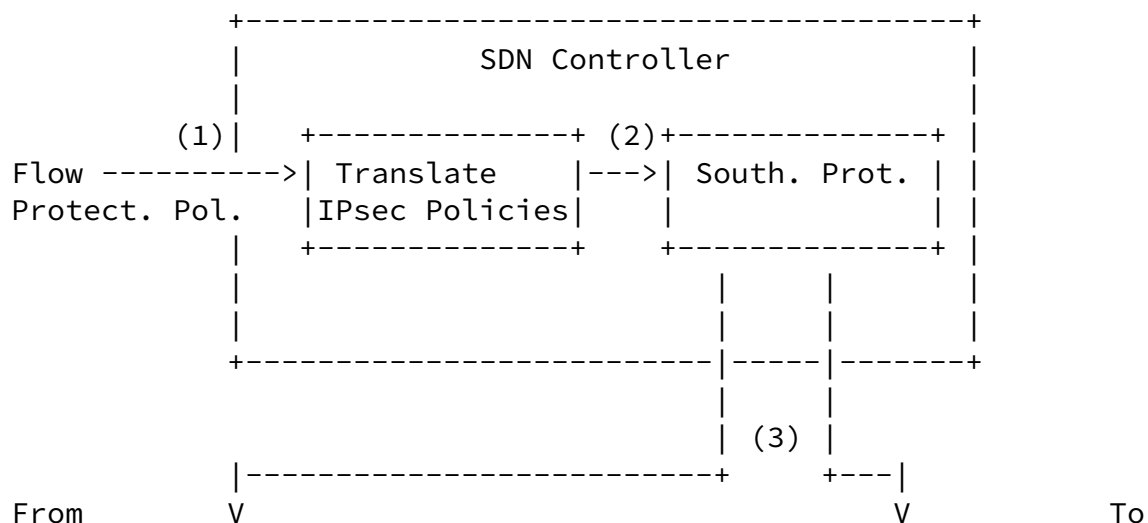 SDN Controller
(1) (2)
Flow Translate South. Prot.
Protect. Pol. IPsec Policies
(3)
From V V To